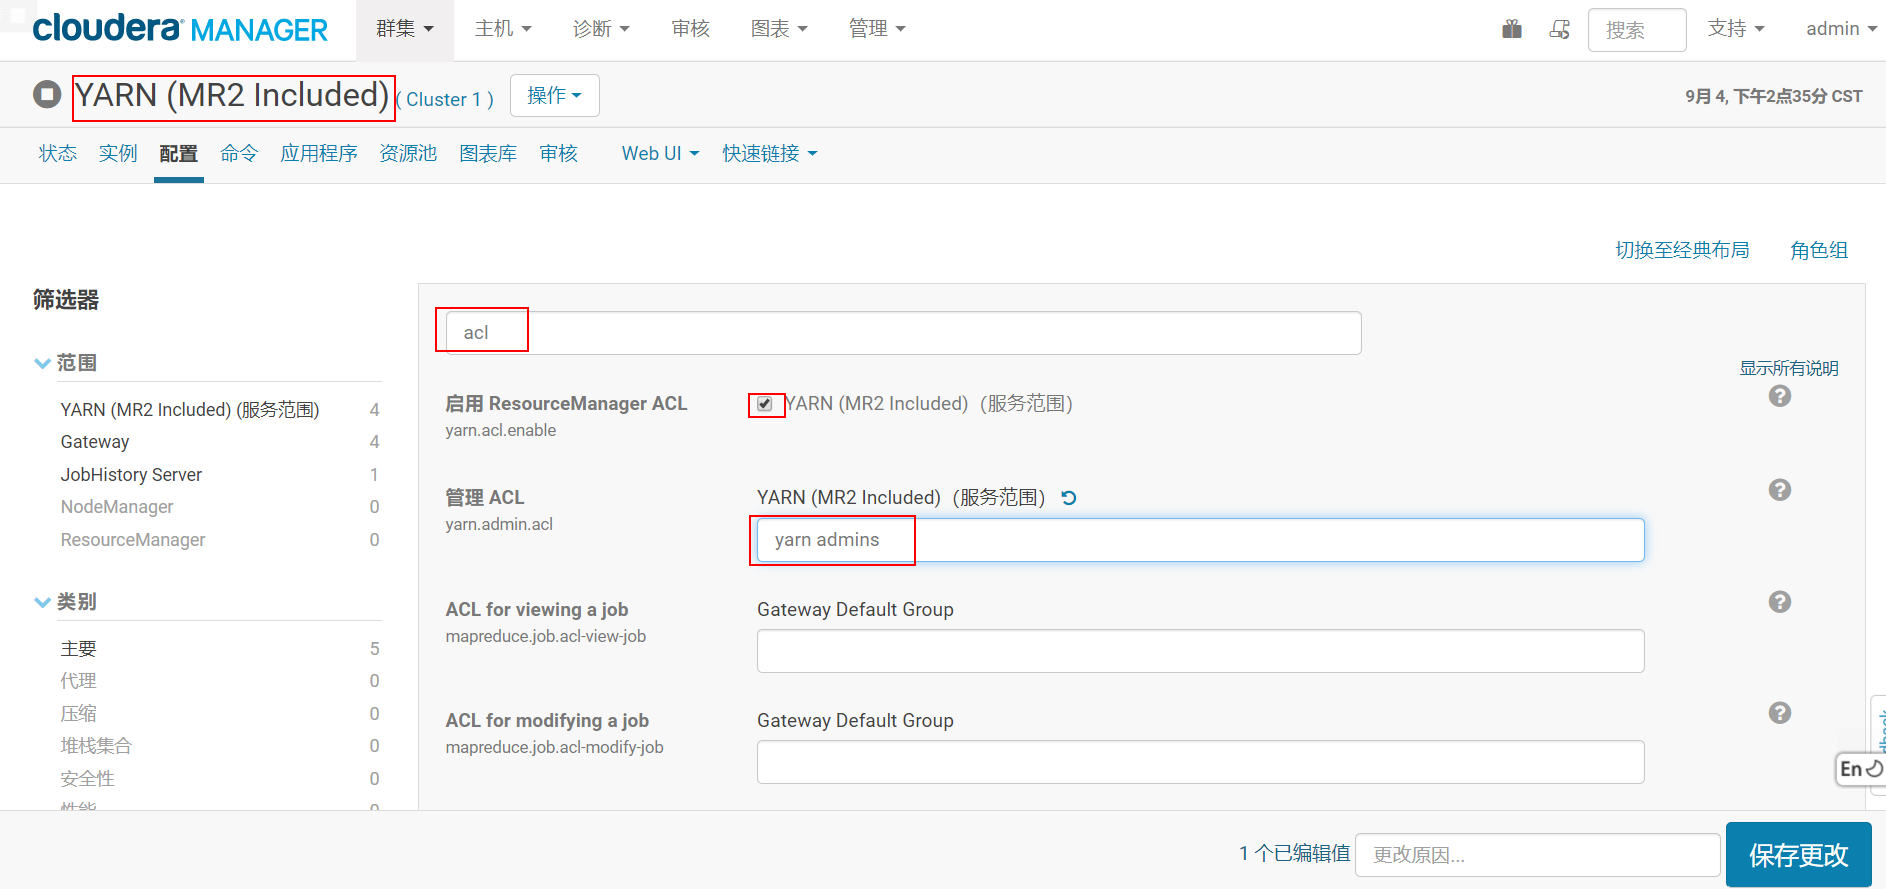 cloudera MANAGER 群集 主机 诊断 审核 图表 管理 搜索 支持 admin
YARN (MR2 Included) ( Cluster 1 ) 操作 9月 4, 下午2点35分 CST
状态 实例 配置 命令 应用程序 资源池 图表库 审核 Web UI 快速链接
切换至经典布局 角色组
筛选器
范围
YARN (MR2 Included) (服务范围) 4
Gateway 4
JobHistory Server 1
NodeManager 0
ResourceManager 0
类别
主要 5
代理 0
压缩 0
堆栈集合 0
安全性 0
性能 0
acl
显示所有说明
启用 ResourceManager ACL YARN (MR2 Included)（服务范围）
yarn.acl.enable
管理 ACL YARN (MR2 Included)（服务范围）
yarn.admin.acl
yarn admins
ACL for viewing a job Gateway Default Group
mapreduce.job.acl-view-job
ACL for modifying a job Gateway Default Group
mapreduce.job.acl-modify-job
En
1 个已编辑值 更改原因... 保存更改